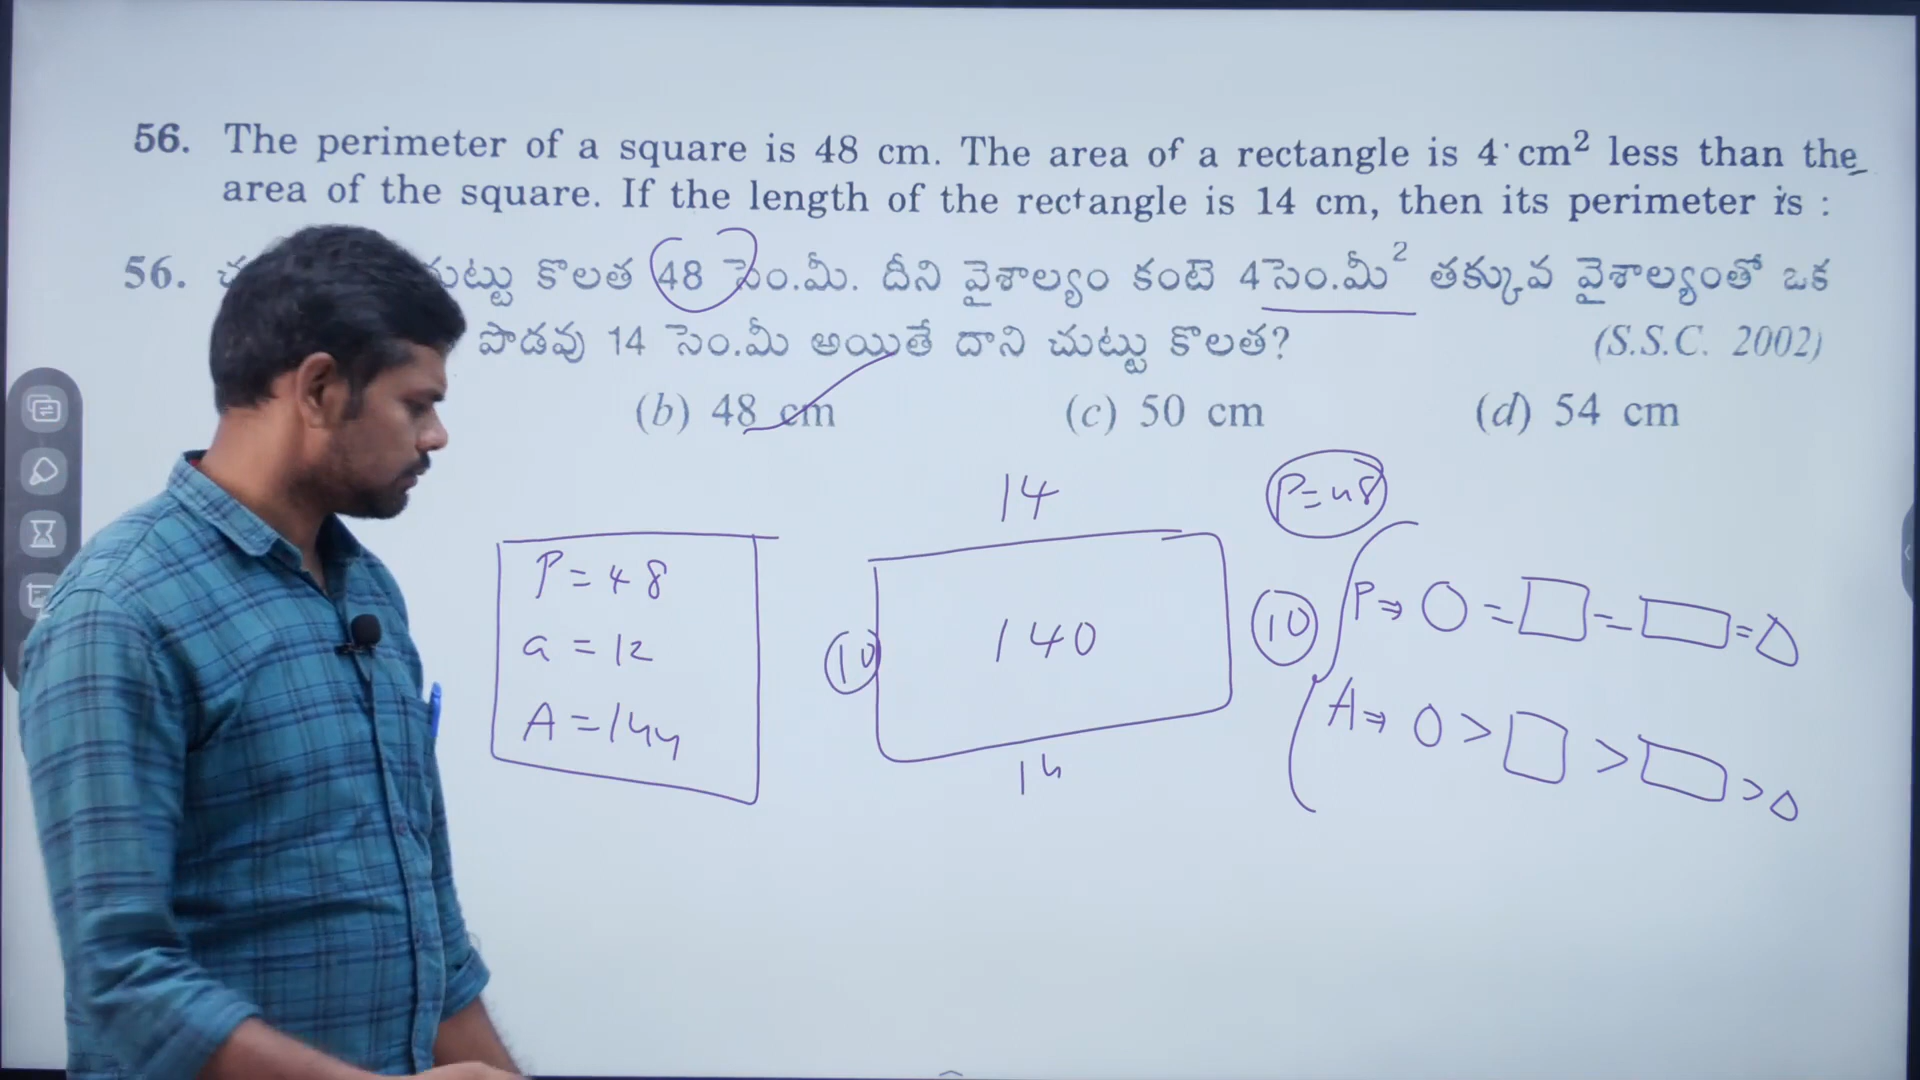 56. The perimeter of a square is 48 cm. The area of a rectangle is 4 cm² less than the
area of the square. If the length of the rectangle is 14 cm, then its perimeter is :
56. చుట్టు కొలత 48 సెం.మీ. దీని వైశాల్యం కంటె 4సెం.మీ² తక్కువ వైశాల్యంతో ఒక
పొడవు 14 సెం.మీ అయితే దాని చుట్టు కొలత? (S.S.C. 2002)
(b) 48 cm (c) 50 cm (d) 54 cm
14
P=48
P = 48
a = 12
A = 144
10
140
10
14
P⇒ O = □ = ▭ = △
A⇒ O > □ > ▭ > △